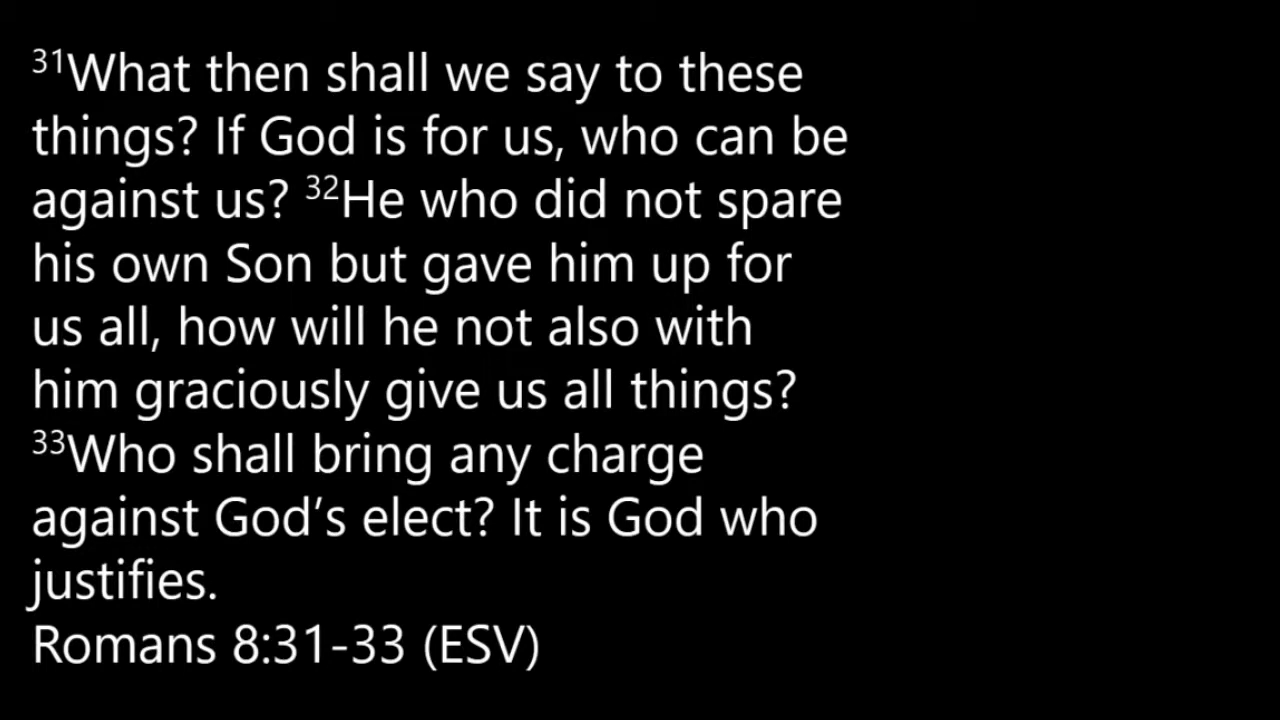 ³¹What then shall we say to these
things? If God is for us, who can be
against us? ³²He who did not spare
his own Son but gave him up for
us all, how will he not also with
him graciously give us all things?
³³Who shall bring any charge
against God’s elect? It is God who
justifies.
Romans 8:31-33 (ESV)